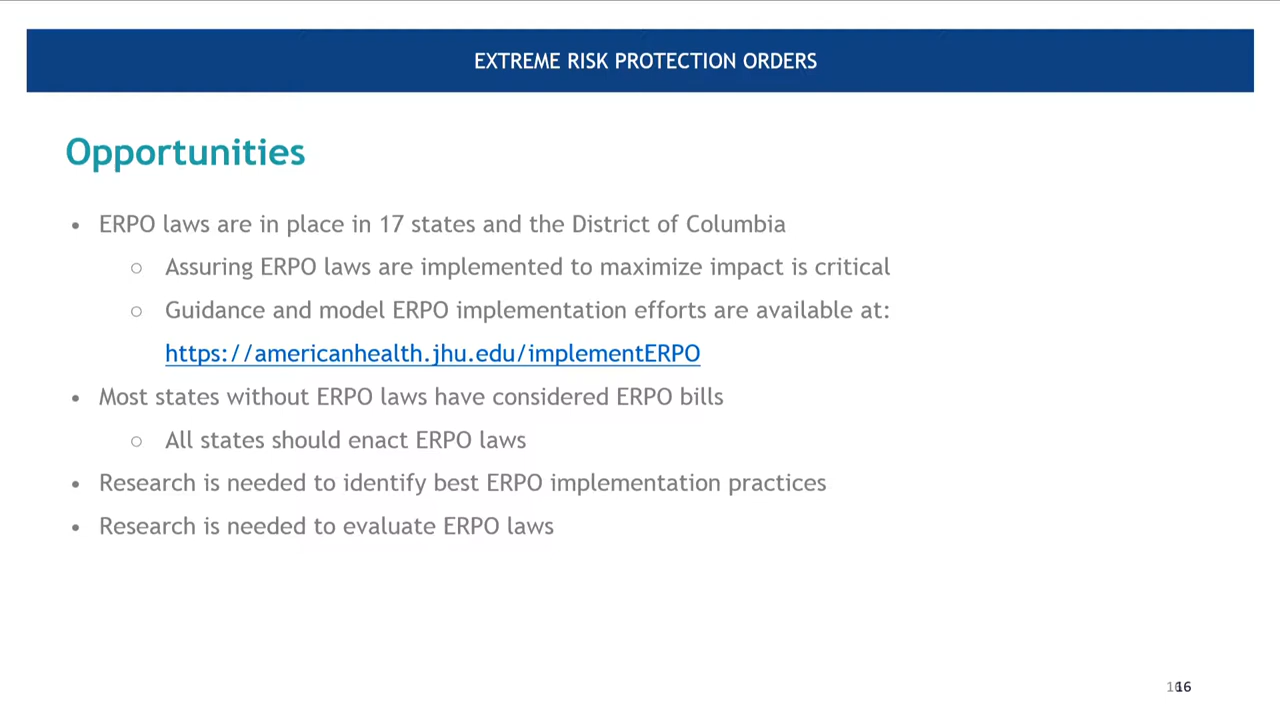 EXTREME RISK PROTECTION ORDERS
Opportunities
• ERPO laws are in place in 17 states and the District of Columbia
○ Assuring ERPO laws are implemented to maximize impact is critical
○ Guidance and model ERPO implementation efforts are available at:
https://americanhealth.jhu.edu/implementERPO
• Most states without ERPO laws have considered ERPO bills
○ All states should enact ERPO laws
• Research is needed to identify best ERPO implementation practices
• Research is needed to evaluate ERPO laws
16